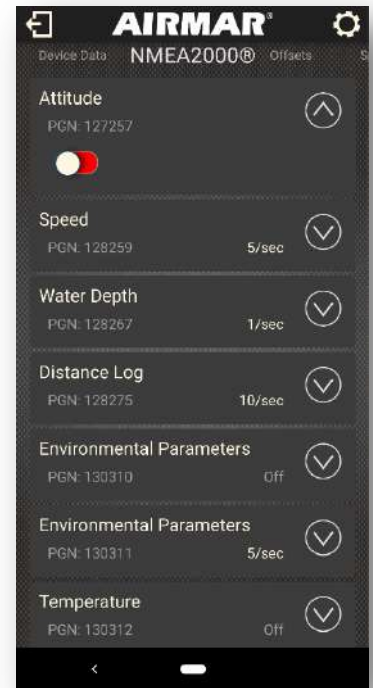 AIRMAR®
Device Data NMEA2000® Offsets S
Attitude
PGN: 127257
Speed
PGN: 128259 5/sec
Water Depth
PGN: 128267 1/sec
Distance Log
PGN: 128275 10/sec
Environmental Parameters
PGN: 130310 Off
Environmental Parameters
PGN: 130311 5/sec
Temperature
PGN: 130312 Off